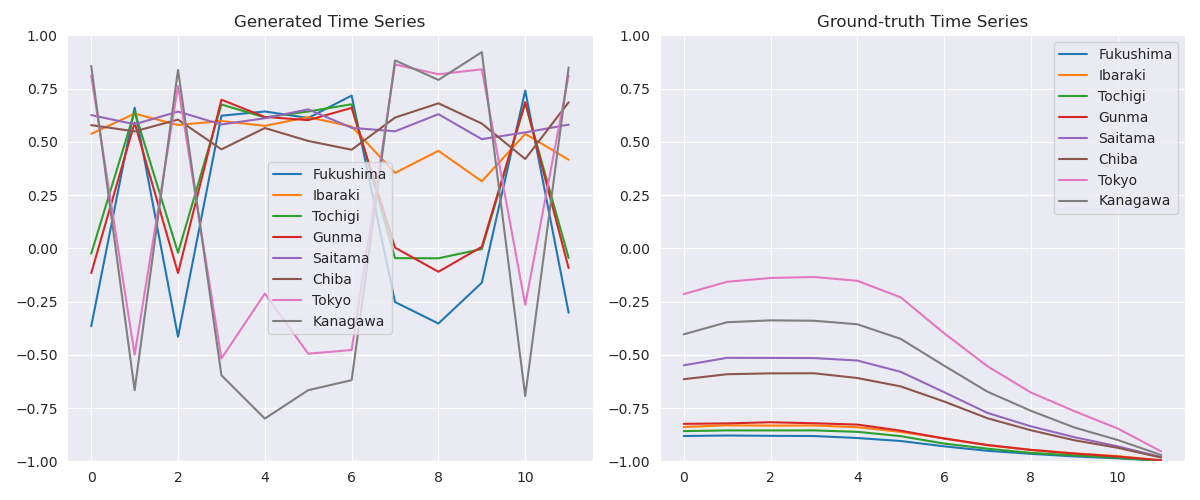 Generated Time Series
1.00
0.75
0.50
0.25
0.00
−0.25
−0.50
−0.75
−1.00
0 2 4 6 8 10
Fukushima
Ibaraki
Tochigi
Gunma
Saitama
Chiba
Tokyo
Kanagawa
Ground-truth Time Series
1.00
0.75
0.50
0.25
0.00
−0.25
−0.50
−0.75
−1.00
0 2 4 6 8 10
Fukushima
Ibaraki
Tochigi
Gunma
Saitama
Chiba
Tokyo
Kanagawa